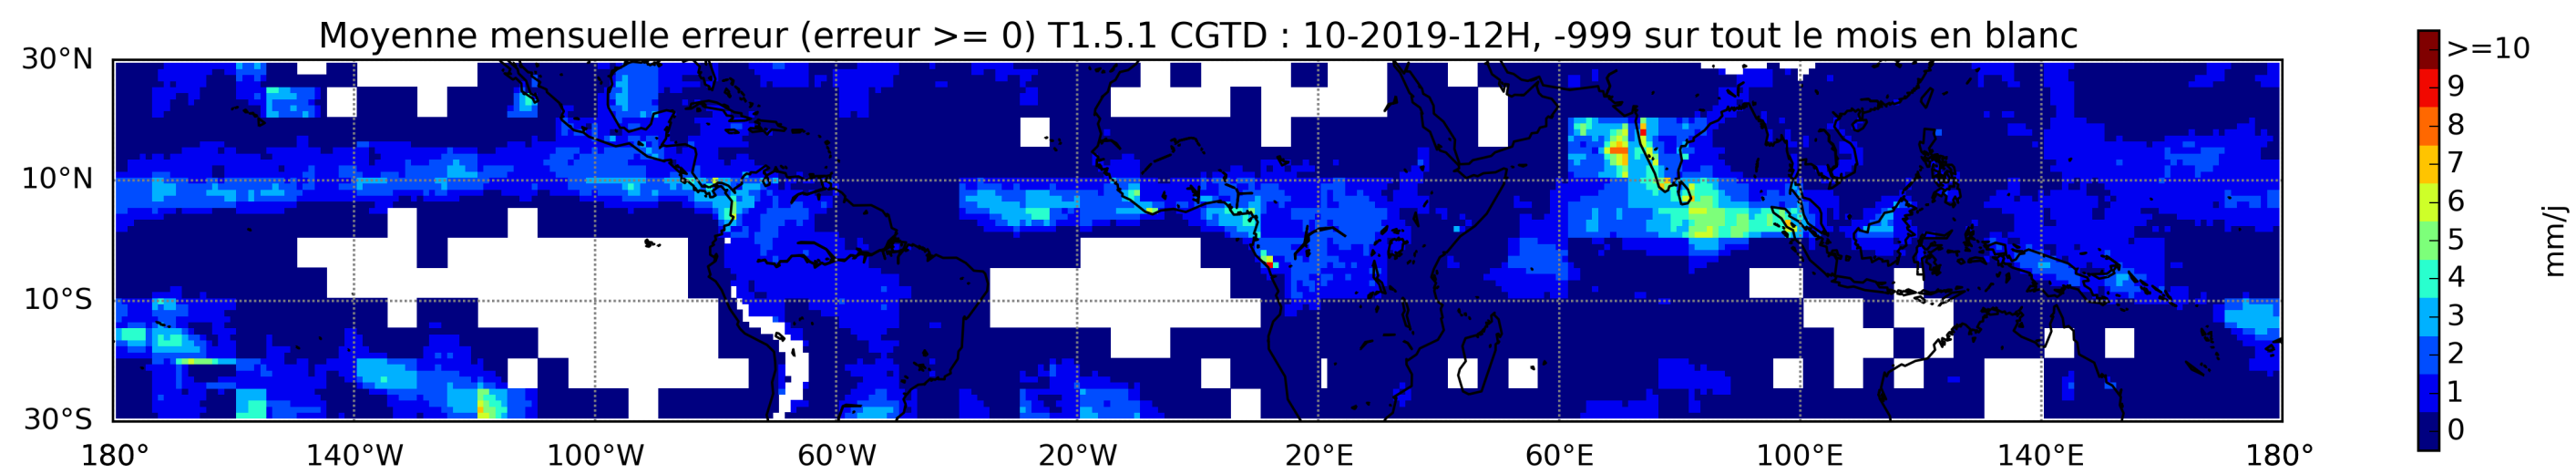 Moyenne mensuelle erreur (erreur >= 0) T1.5.1 CGTD : 10-2019-12H, -999 sur tout le mois en blanc
30°N
10°N
10°S
30°S
180°
140°W
100°W
60°W
20°W
20°E
60°E
100°E
140°E
180°
>=10
9
8
7
6
5
4
3
2
1
0
mm/j